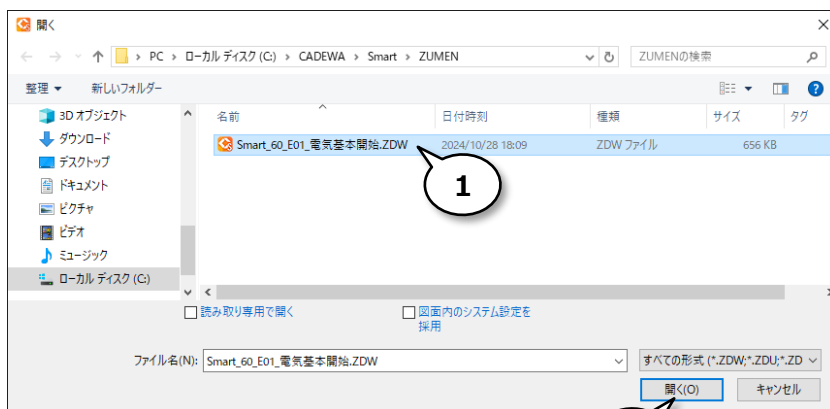 開く
PC › ローカル ディスク (C:) › CADEWA › Smart › ZUMEN
ZUMENの検索
整理
新しいフォルダー
名前 日付時刻 種類 サイズ タグ
3D オブジェクト
ダウンロード
デスクトップ
ドキュメント
ピクチャ
ビデオ
ミュージック
ローカル ディスク (C:)
Smart_60_E01_電気基本開始.ZDW 2024/10/28 18:09 ZDW ファイル 656 KB
1
読み取り専用で開く
図面内のシステム設定を
採用
ファイル名(N): Smart_60_E01_電気基本開始.ZDW すべての形式 (*.ZDW;*.ZDU;*.ZD
開く(O) キャンセル